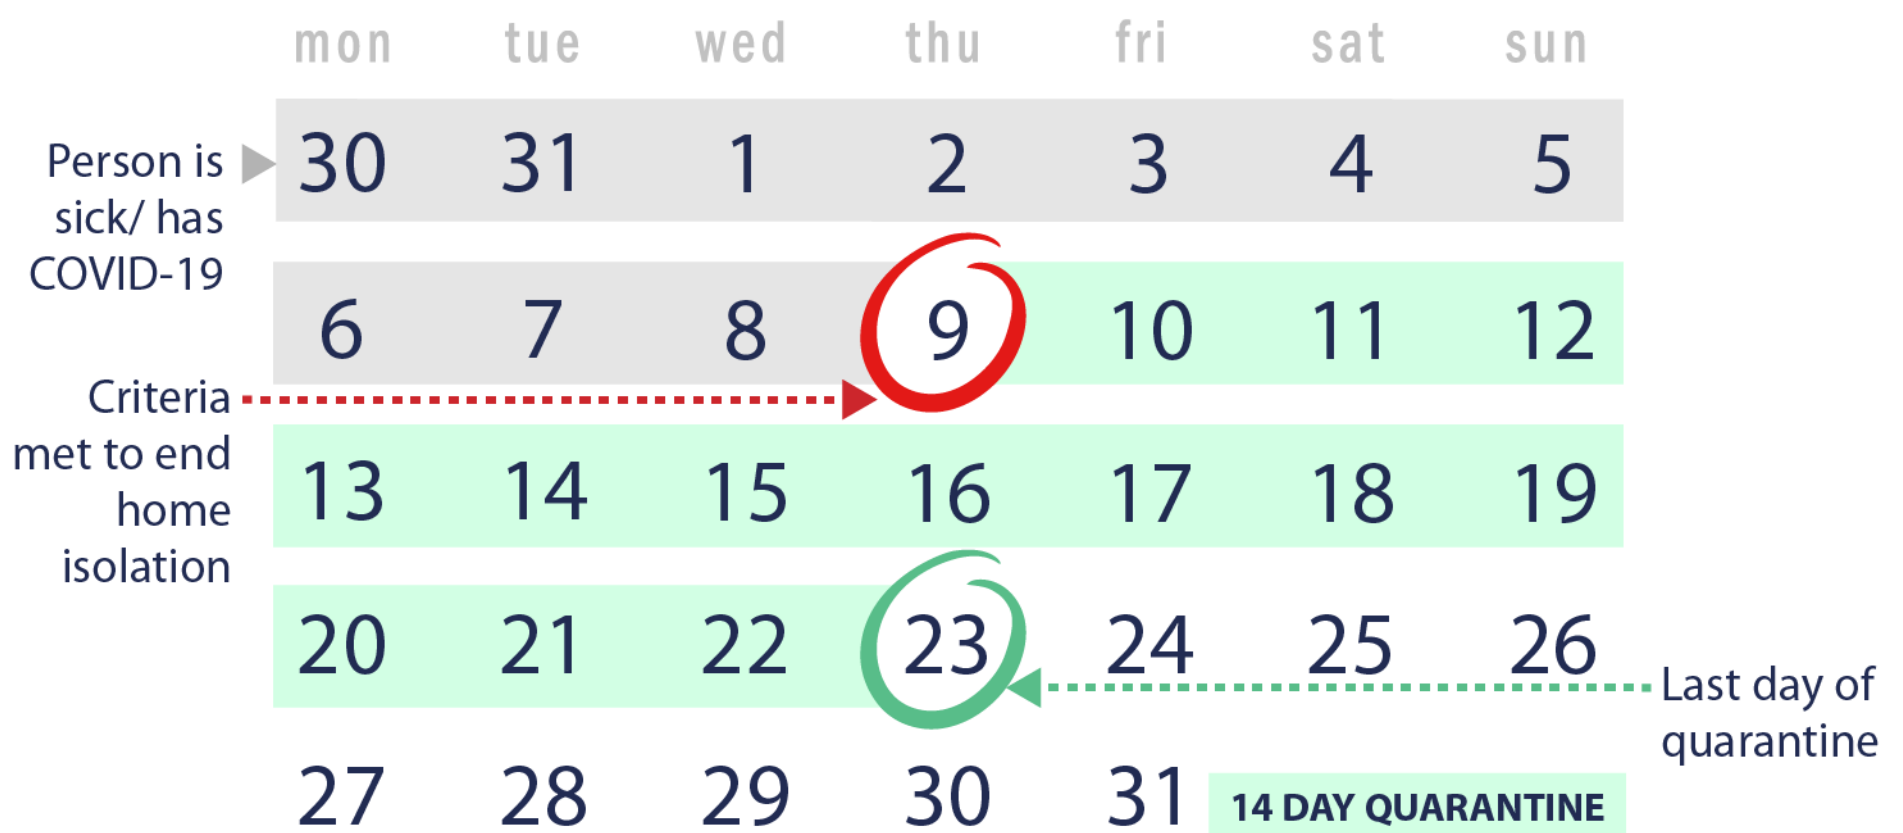 mon tue wed thu fri sat sun
Person is
sick/ has
COVID-19
30 31 1 2 3 4 5
6 7 8 9 10 11 12
Criteria
met to end
home
isolation
13 14 15 16 17 18 19
20 21 22 23 24 25 26
Last day of
quarantine
27 28 29 30 31
14 DAY QUARANTINE